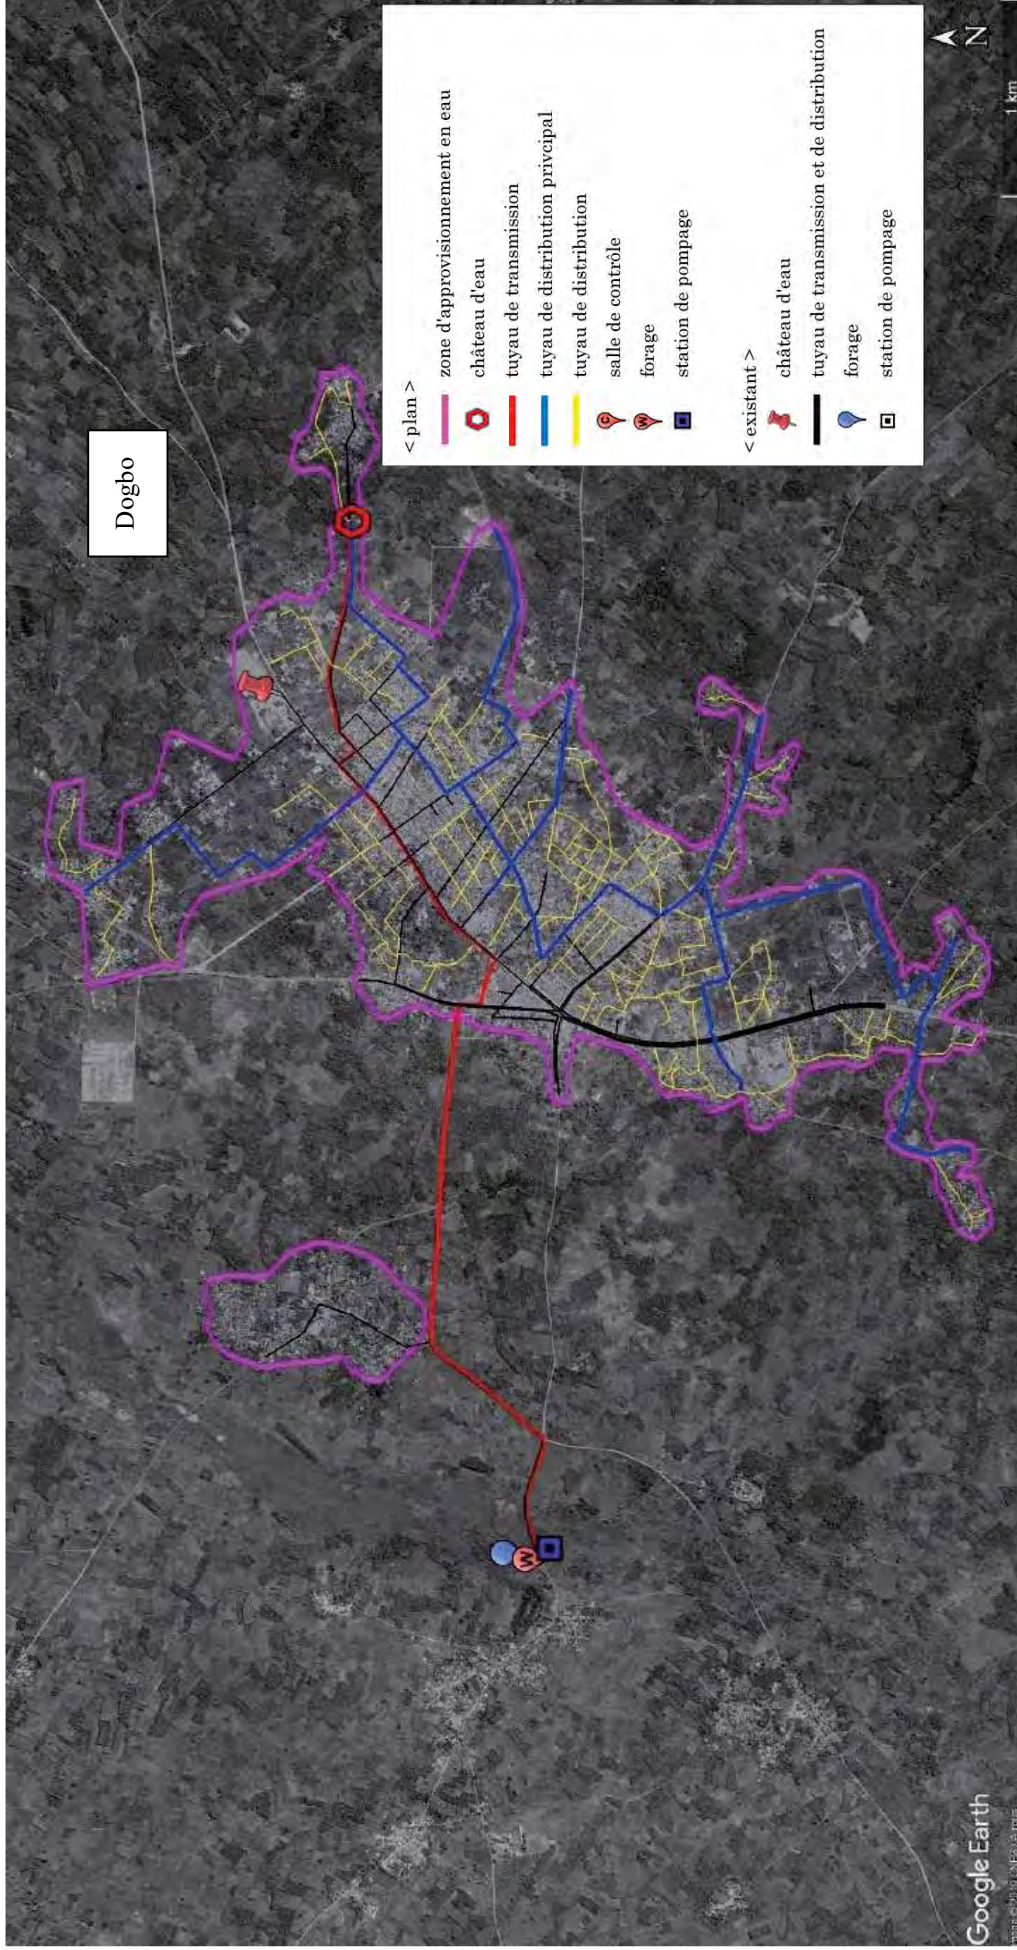 Dogbo
< plan >
zone d'approvisionnement en eau
château d'eau
tuyau de transmission
tuyau de distribution privcipal
tuyau de distribution
C
salle de contrôle
W
forage
station de pompage
< existant >
château d'eau
tuyau de transmission et de distribution
forage
station de pompage
W
N
1 km
Google Earth